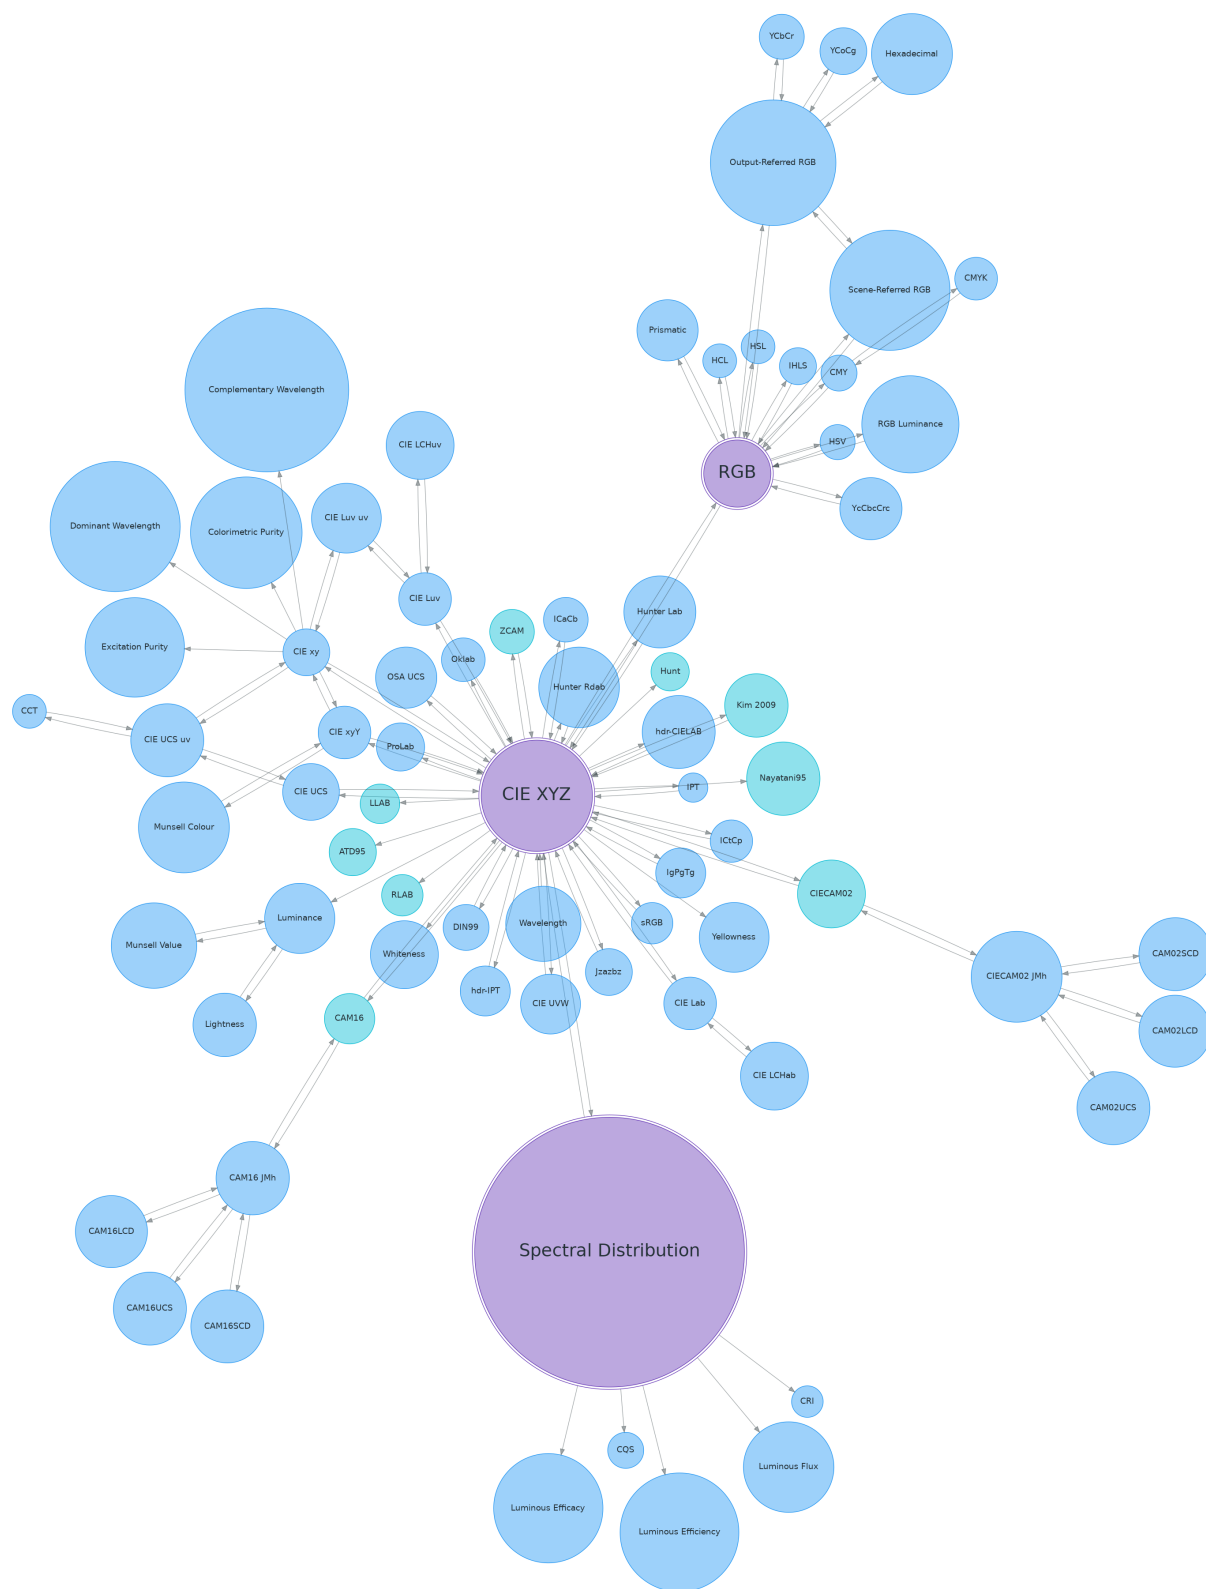 YCbCr
YCoCg
Hexadecimal
Output-Referred RGB
Scene-Referred RGB
CMYK
Prismatic
HCL
HSL
IHLS
CMY
RGB Luminance
HSV
RGB
YcCbcCrc
Complementary Wavelength
CIE LCHuv
Dominant Wavelength
Colorimetric Purity
CIE Luv uv
CIE Luv
Excitation Purity
CIE xy
ZCAM
ICaCb
Hunter Lab
Oklab
OSA UCS
Hunter Rdab
Hunt
CCT
CIE UCS uv
CIE xyY
ProLab
hdr-CIELAB
Kim 2009
CIE UCS
LLAB
CIE XYZ
IPT
Nayatani95
Munsell Colour
ATD95
ICtCp
IgPgTg
RLAB
CIECAM02
Munsell Value
Luminance
DIN99
Wavelength
sRGB
Yellowness
Whiteness
hdr-IPT
Jzazbz
CIE UVW
CIE Lab
CIECAM02 JMh
CAM02SCD
Lightness
CAM16
CAM02LCD
CIE LCHab
CAM02UCS
CAM16 JMh
CAM16LCD
CAM16UCS
CAM16SCD
Spectral Distribution
CRI
CQS
Luminous Flux
Luminous Efficacy
Luminous Efficiency